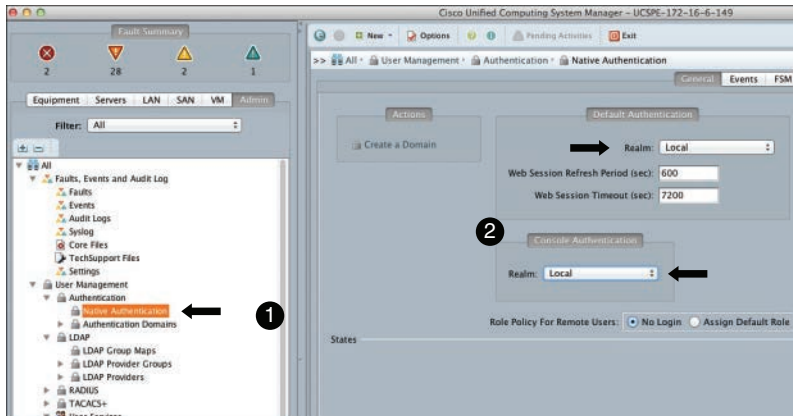 Cisco Unified Computing System Manager – UCSPE-172-16-6-149
Fault Summary
2 28 2 1
New Options Pending Activities Exit
>> All User Management Authentication Native Authentication
Equipment Servers LAN SAN VM Admin
Filter: All
All
Faults, Events and Audit Log
Faults
Events
Audit Logs
Syslog
Core Files
TechSupport Files
Settings
User Management
Authentication
Native Authentication
Authentication Domains
LDAP
LDAP Group Maps
LDAP Provider Groups
LDAP Providers
RADIUS
TACACS+
User Services
1
General Events FSM
Actions
Create a Domain
Default Authentication
Realm: Local
Web Session Refresh Period (sec): 600
Web Session Timeout (sec): 7200
2
Console Authentication
Realm: Local
Role Policy For Remote Users: No Login Assign Default Role
States